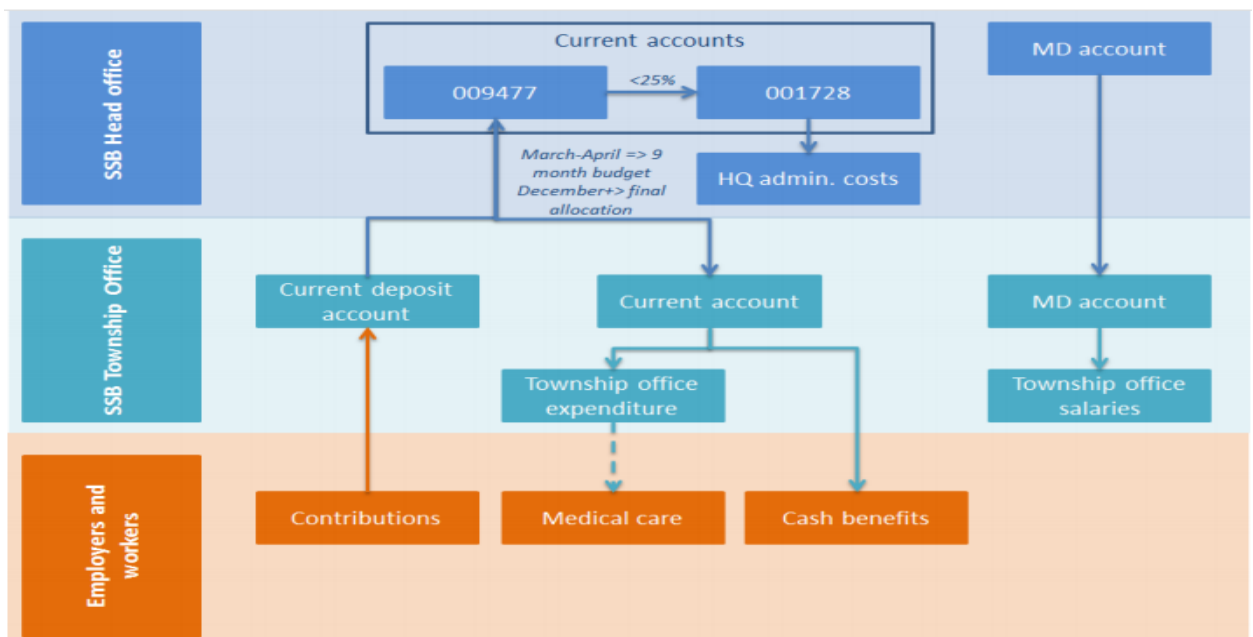 SSB Head office
Current accounts
009477
<25%
001728
MD account
March-April => 9
month budget
December+> final
allocation
HQ admin. costs
SSB Township Office
Current deposit
account
Current account
MD account
Township office
expenditure
Township office
salaries
Employers and
workers
Contributions
Medical care
Cash benefits